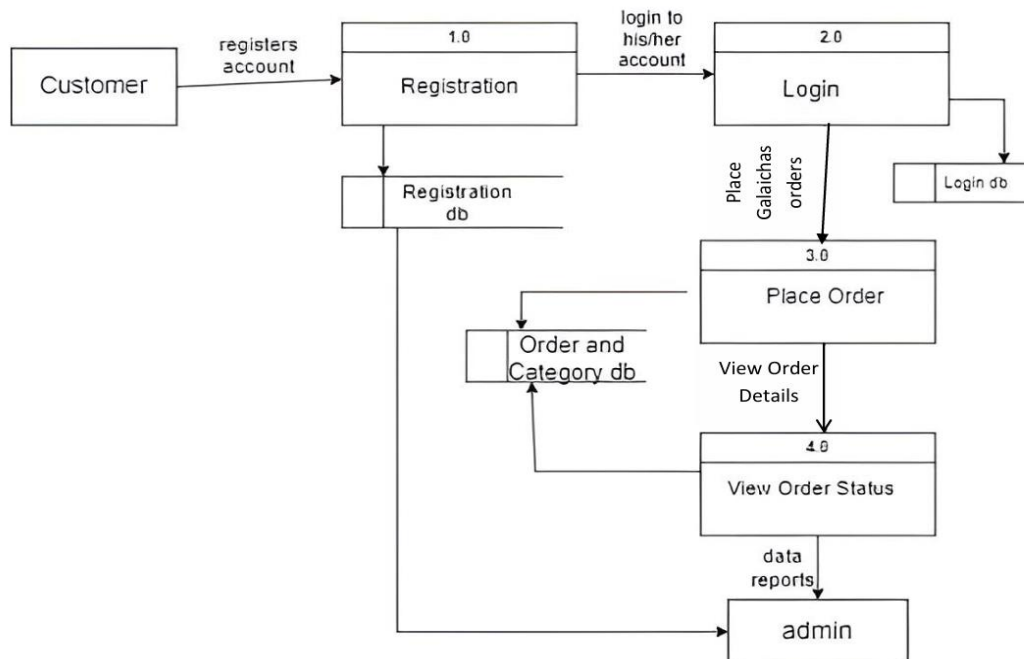 Customer
registers
account
1.0
Registration
login to
his/her
account
2.0
Login
Registration
db
Place
Galaichas
orders
Login db
3.0
Place Order
Order and
Category db
View Order
Details
4.0
View Order Status
data
reports
admin